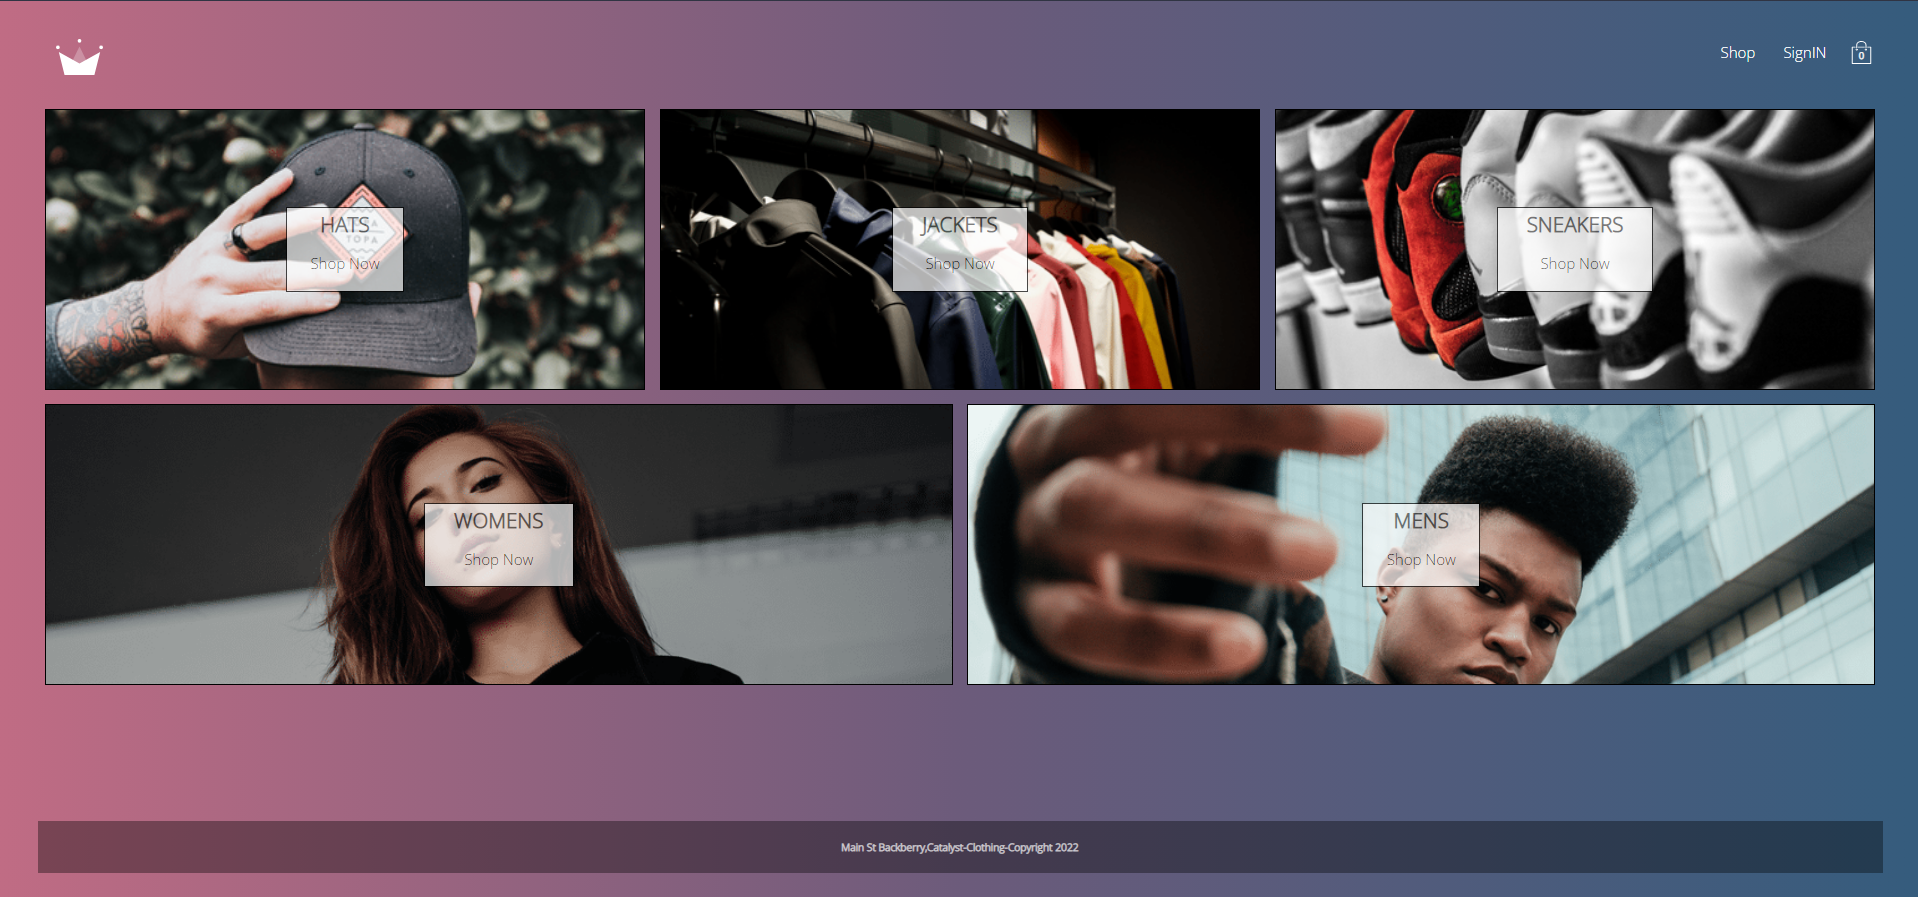 Shop SignIN 0
HATS
Shop Now
JACKETS
Shop Now
SNEAKERS
Shop Now
WOMENS
Shop Now
MENS
Shop Now
Main St Backberry,Catalyst-Clothing-Copyright 2022